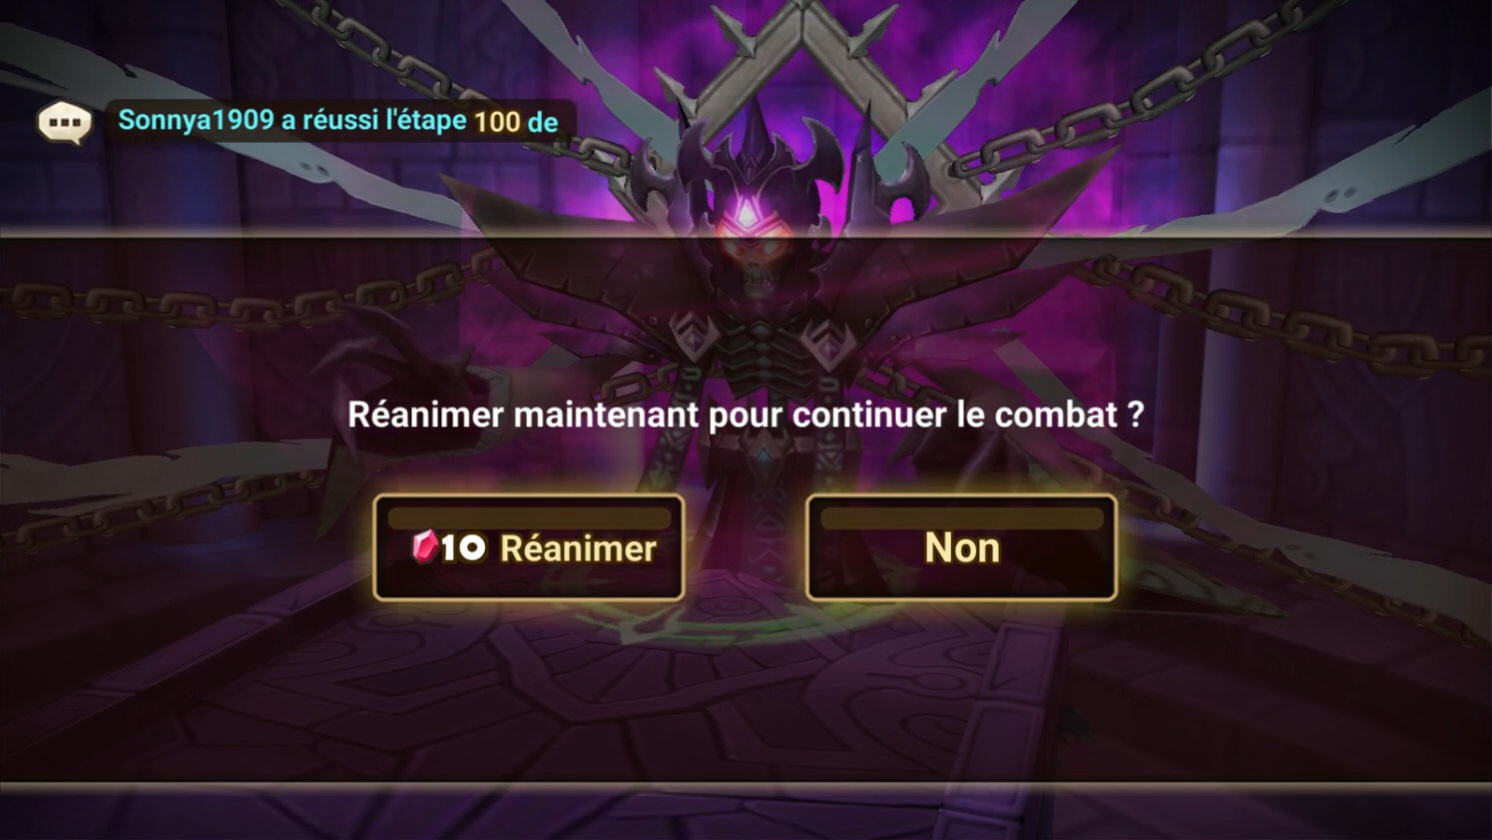 Sonnya1909 a réussi l'étape 100 de
Réanimer maintenant pour continuer le combat ?
10 Réanimer
Non